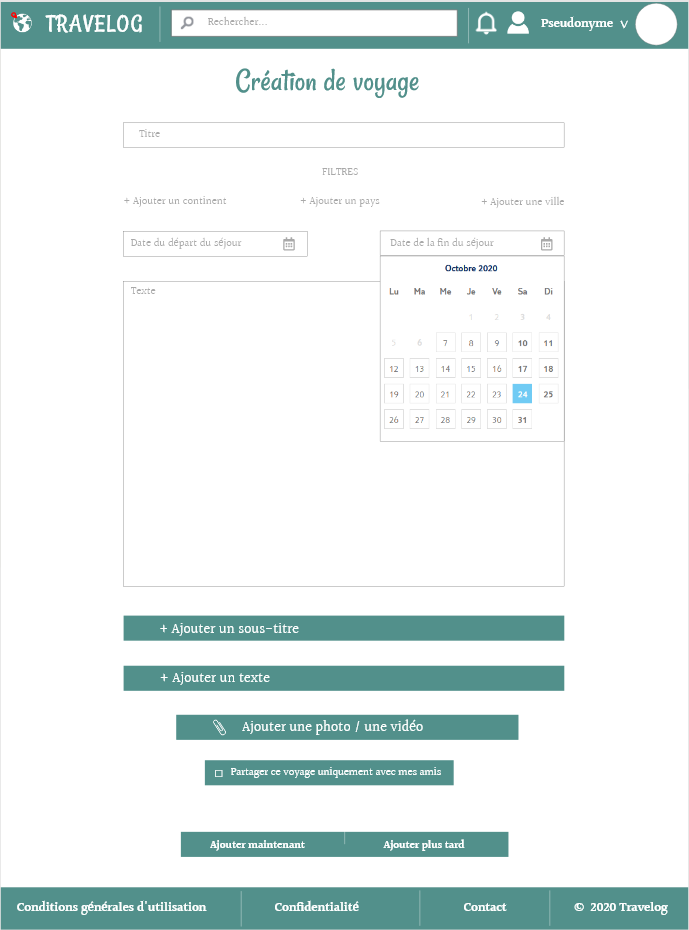 TRAVELOG
Rechercher...
Pseudonyme v
Création de voyage
Titre
FILTRES
+ Ajouter un continent
+ Ajouter un pays
+ Ajouter une ville
Date du départ du séjour
Date de la fin du séjour
Octobre 2020
Lu Ma Me Je Ve Sa Di
1 2 3 4
5 6 7 8 9 10 11
12 13 14 15 16 17 18
19 20 21 22 23 24 25
26 27 28 29 30 31
Texte
+ Ajouter un sous-titre
+ Ajouter un texte
Ajouter une photo / une vidéo
Partager ce voyage uniquement avec mes amis
Ajouter maintenant
Ajouter plus tard
Conditions générales d'utilisation
Confidentialité
Contact
© 2020 Travelog